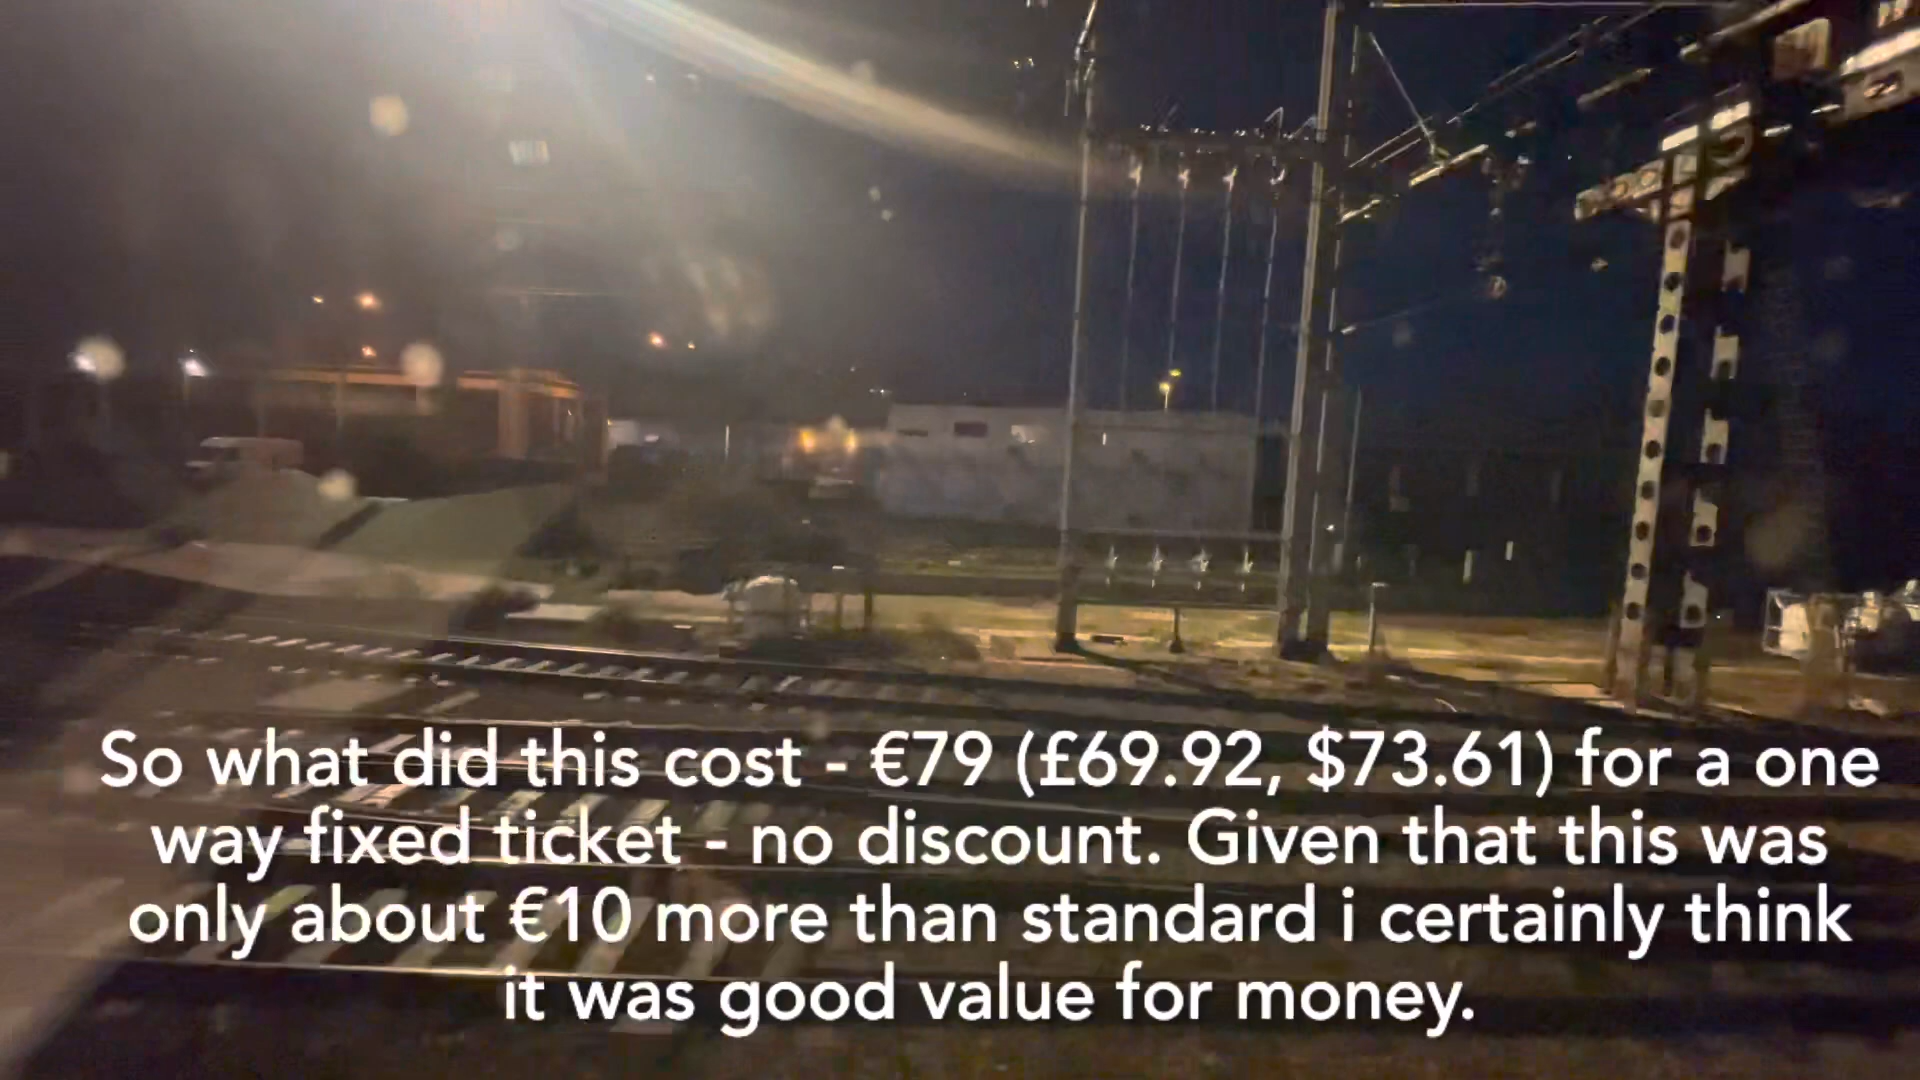 So what did this cost - €79 (£69.92, $73.61) for a one
way fixed ticket - no discount. Given that this was
only about €10 more than standard i certainly think
it was good value for money.